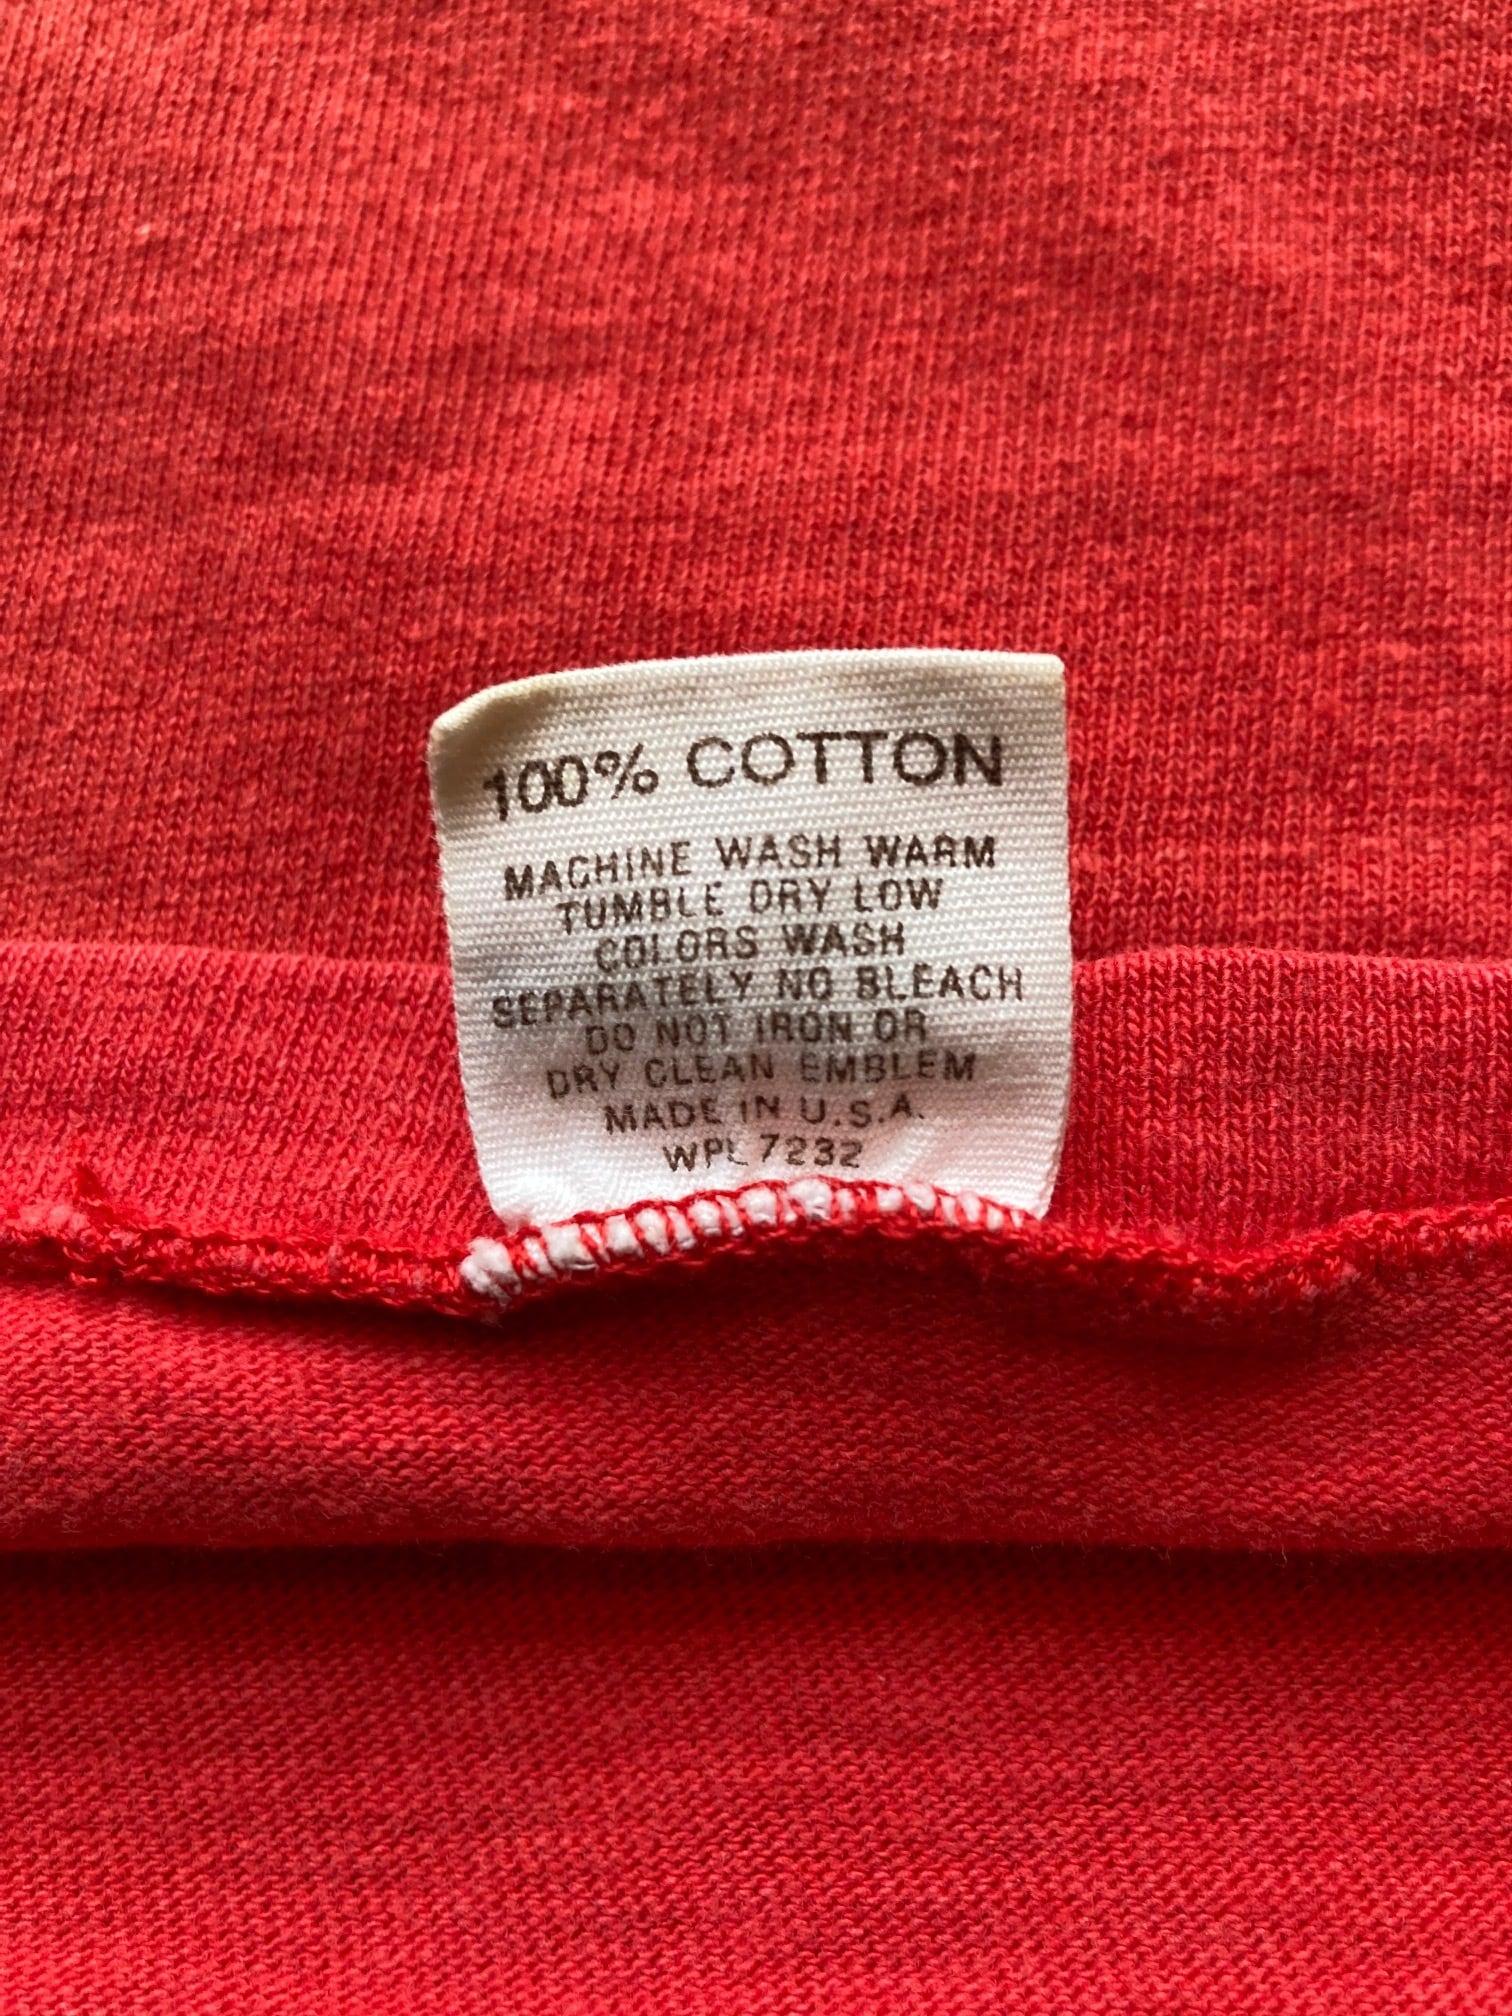 100% COTTON
MACHINE WASH WARM
TUMBLE DRY LOW
COLORS WASH
SEPARATELY NO BLEACH
DO NOT IRON OR
DRY CLEAN EMBLEM
MADE IN U.S.A.
WPL 7232